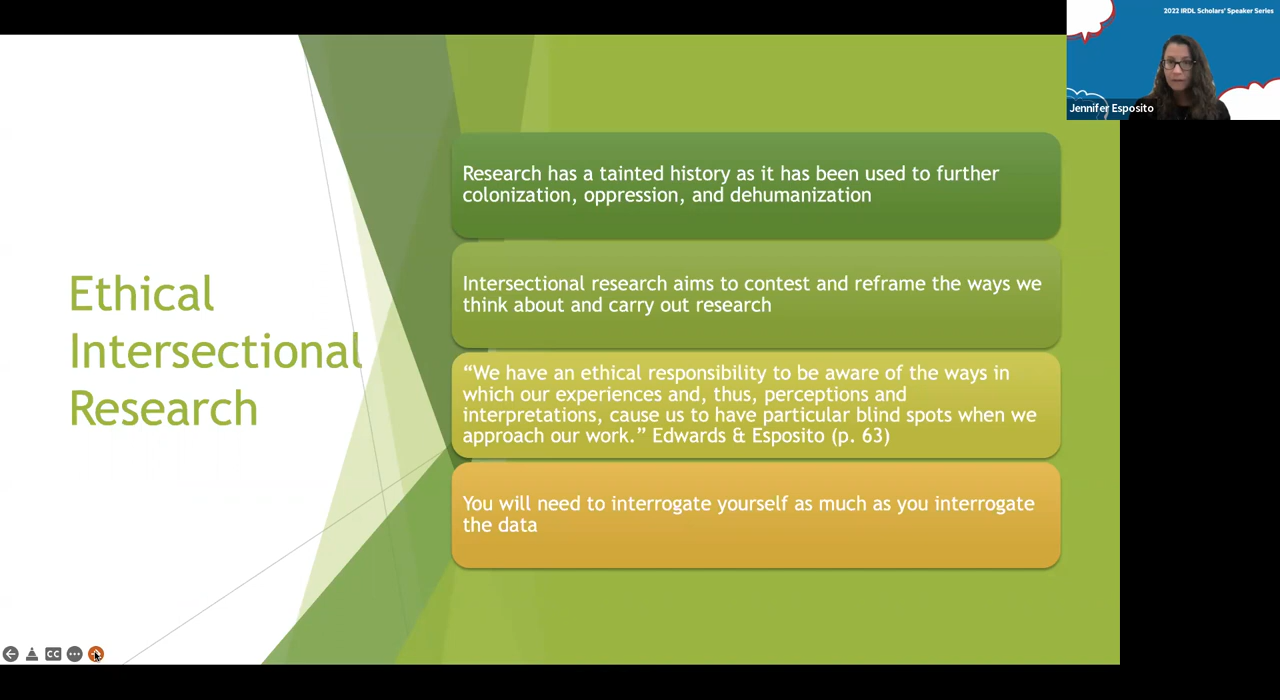 2022 IRDL Scholars' Speaker Series
Jennifer Esposito
Ethical
Intersectional
Research
Research has a tainted history as it has been used to further
colonization, oppression, and dehumanization
Intersectional research aims to contest and reframe the ways we
think about and carry out research
“We have an ethical responsibility to be aware of the ways in
which our experiences and, thus, perceptions and
interpretations, cause us to have particular blind spots when we
approach our work.” Edwards & Esposito (p. 63)
You will need to interrogate yourself as much as you interrogate
the data
CC